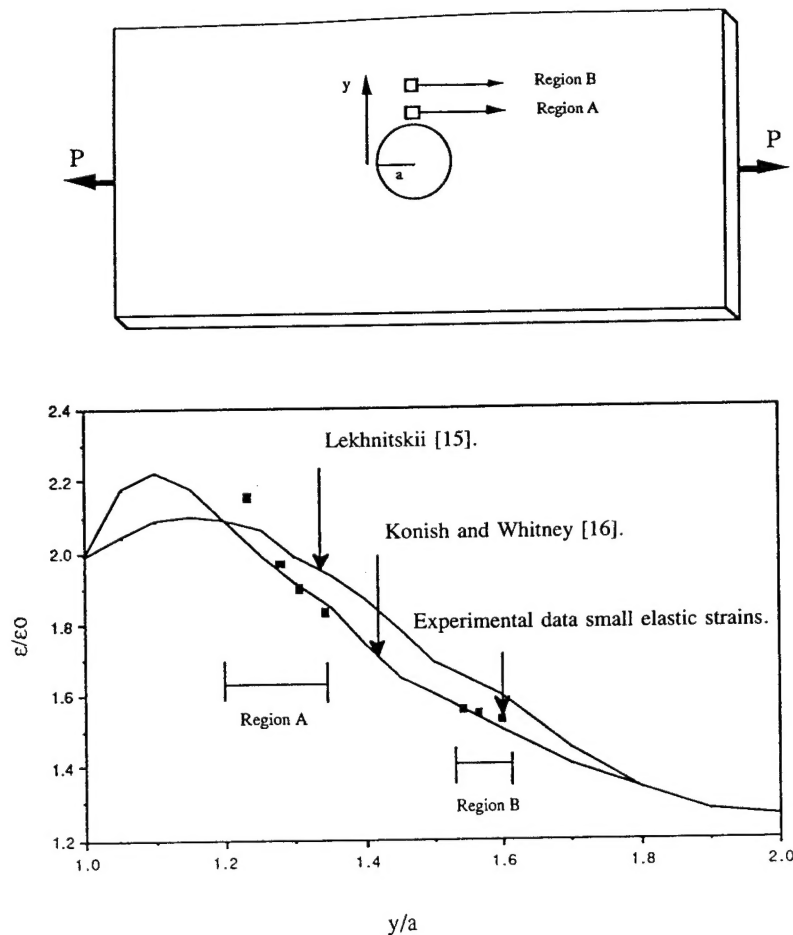 Region B
y
Region A
P
P
a
2.4
Lekhnitskii [15].
2.2
Konish and Whitney [16].
2.0
Experimental data small elastic strains.
1.8
ε/εo
1.6
Region A
1.4
Region B
1.2
1.0
1.2
1.4
1.6
1.8
2.0
y/a